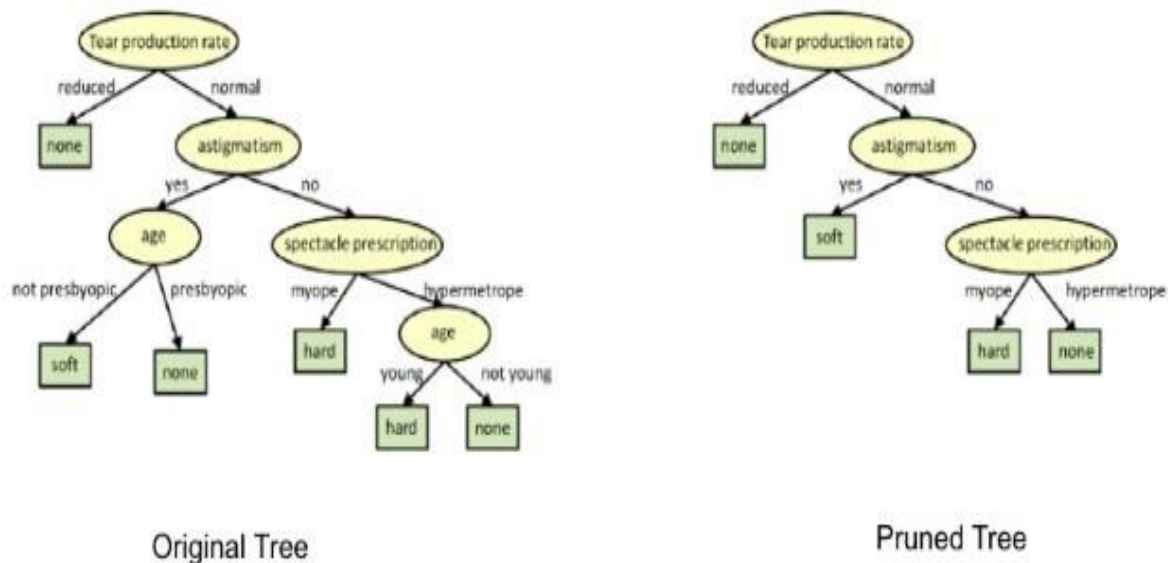 Tear production rate
reduced
normal
none
astigmatism
yes
no
age
spectacle prescription
not presbyopic
presbyopic
myope
hypermetrope
soft
none
hard
age
young
not young
hard
none
Original Tree
Tear production rate
reduced
normal
none
astigmatism
yes
no
soft
spectacle prescription
myope
hypermetrope
hard
none
Pruned Tree